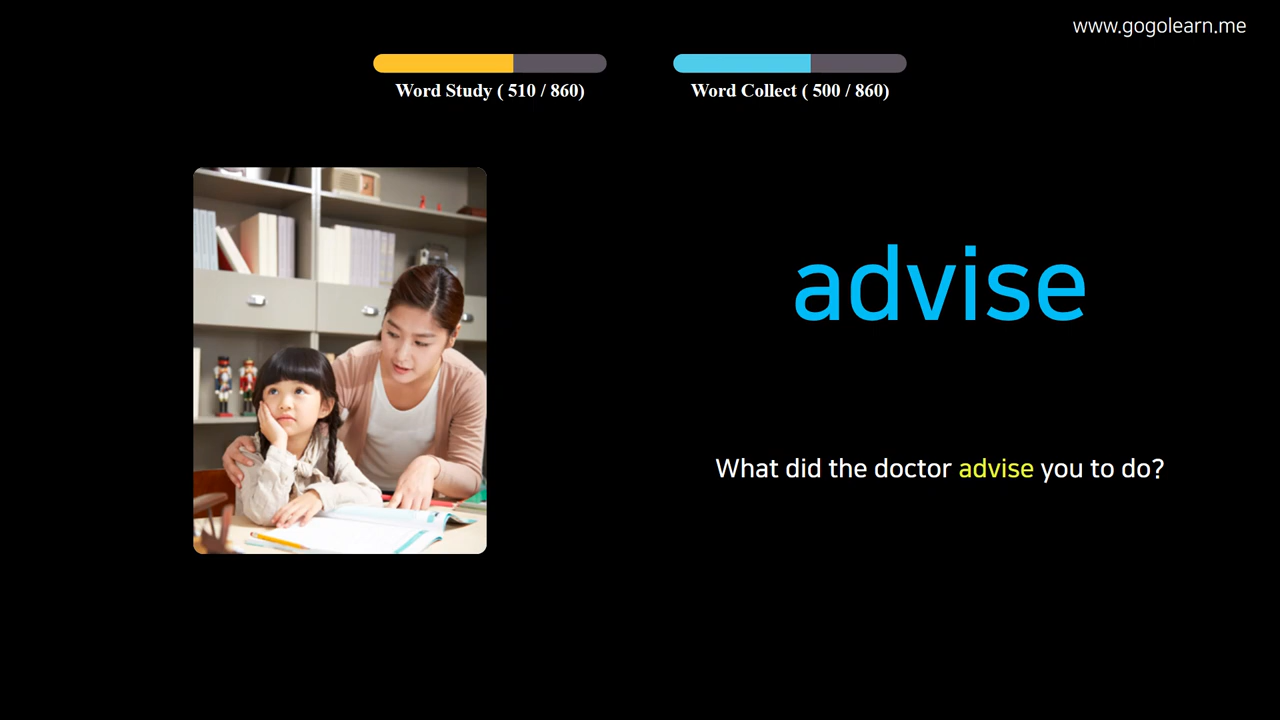 www.gogolearn.me
Word Study ( 510 / 860)
Word Collect ( 500 / 860)
advise
What did the doctor advise you to do?